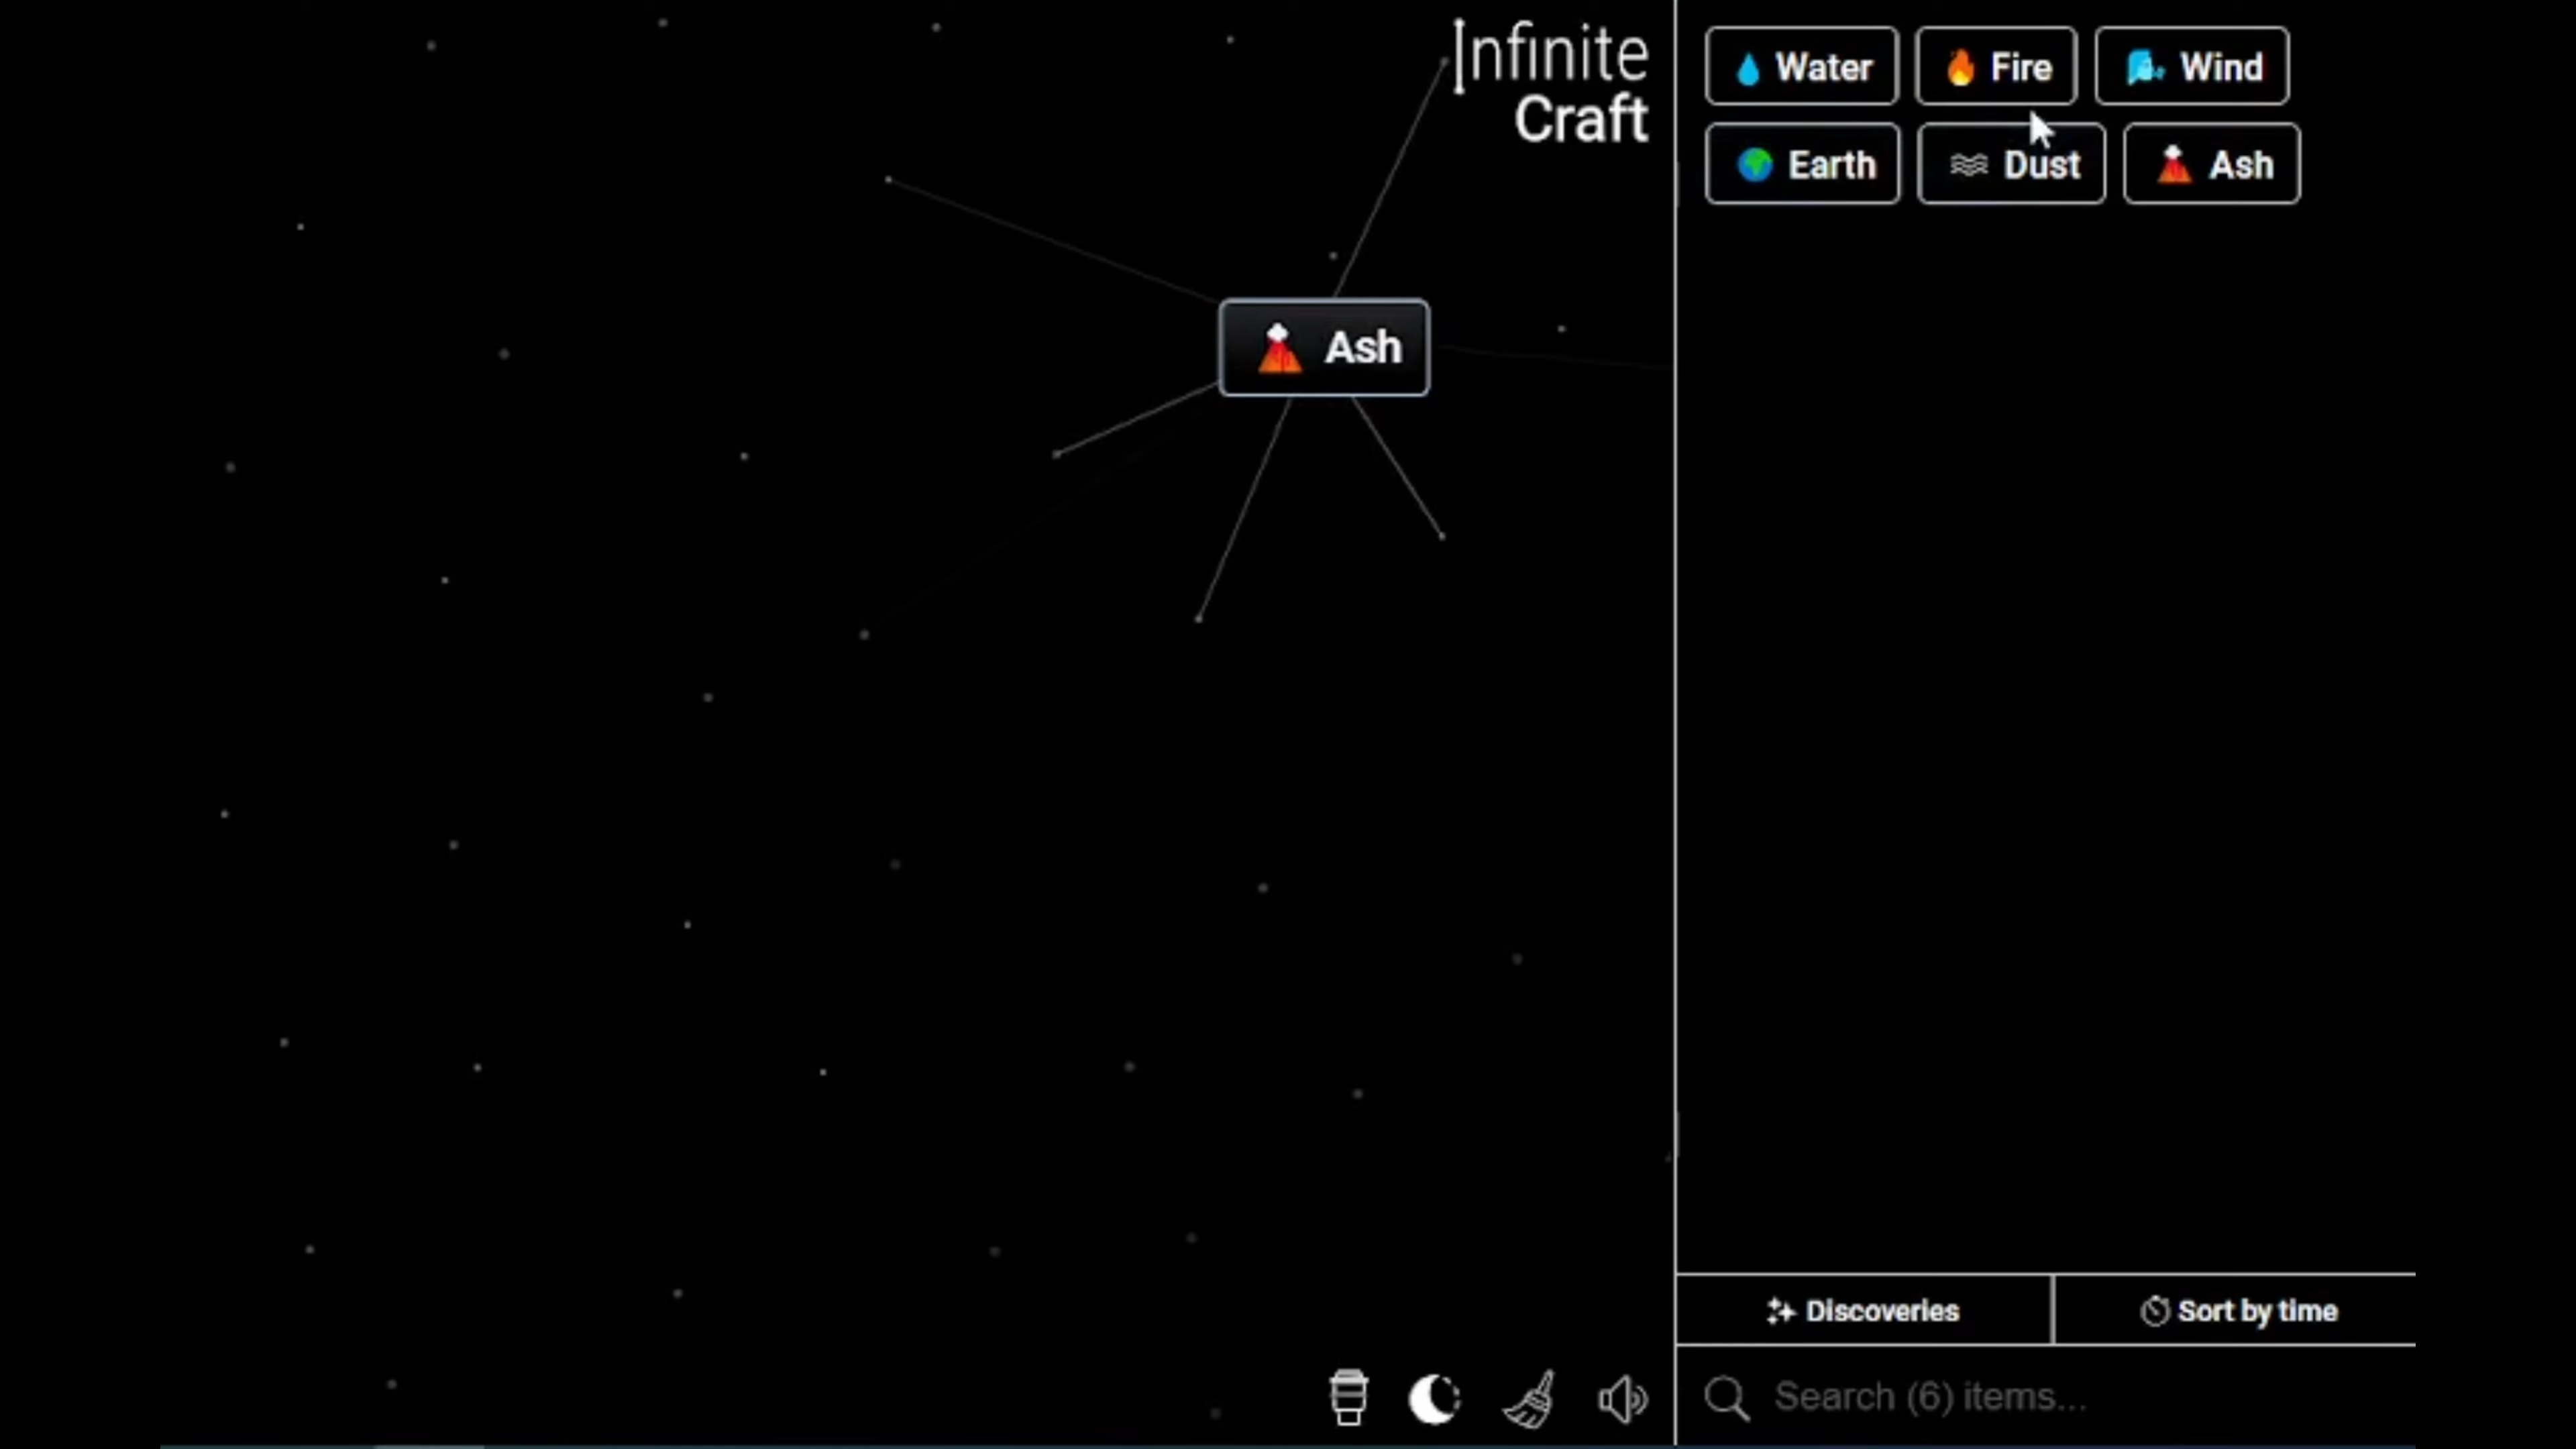 Infinite
Craft
Water
Fire
Wind
Earth
Dust
Ash
Ash
Discoveries
Sort by time
Search (6) items...